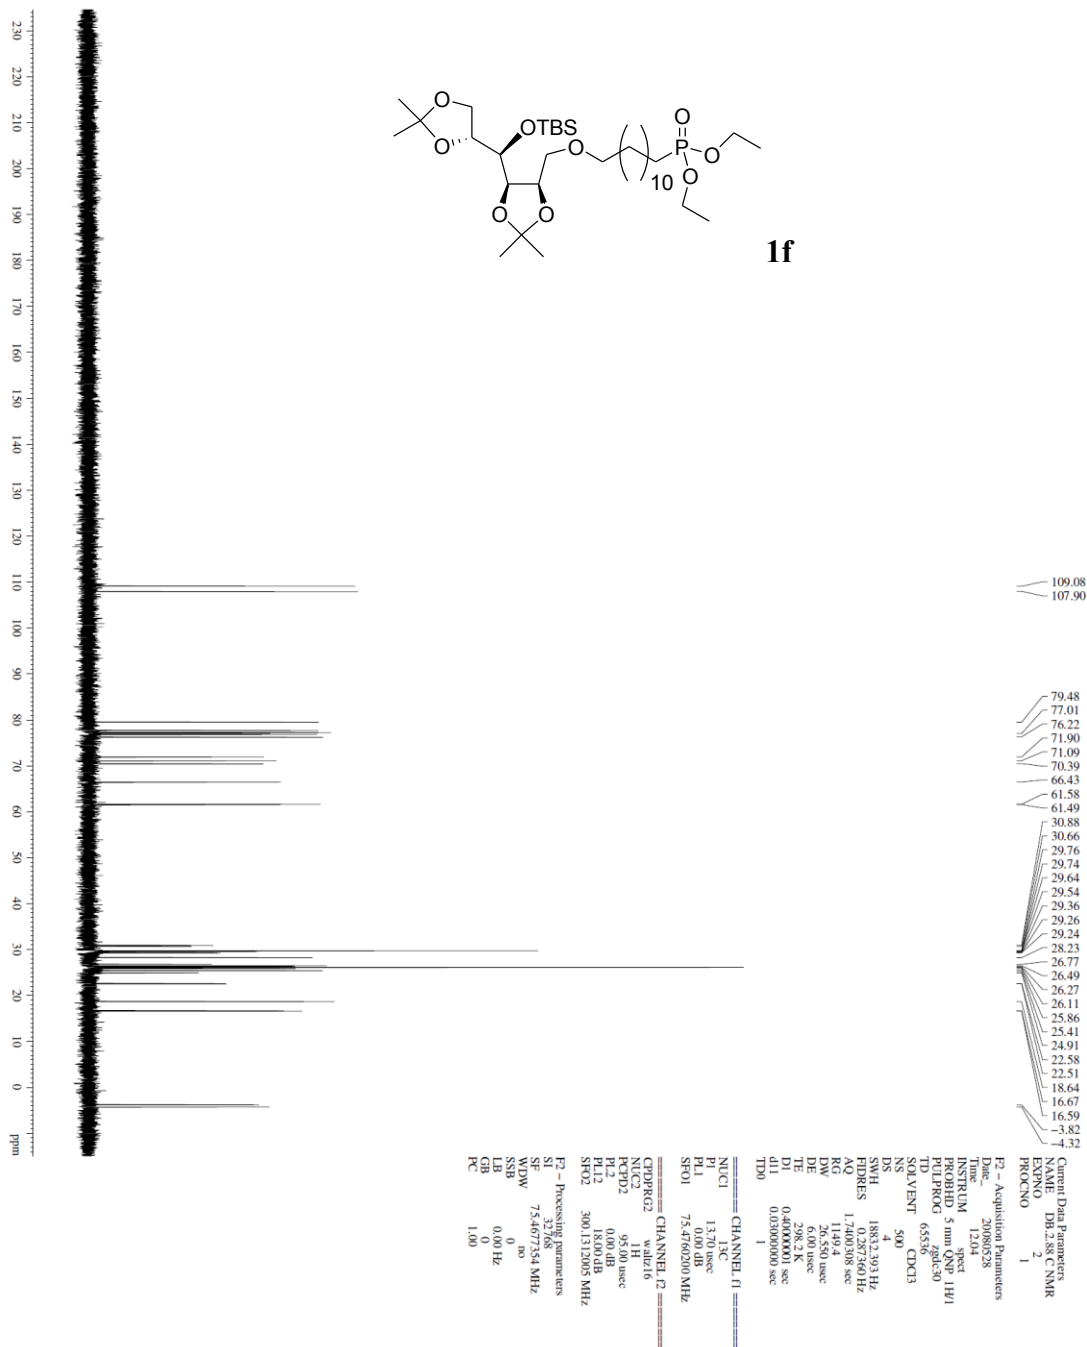 O
O
O
OTBS
O
O
O
10
P
O
O
O
1f
109.08
107.90
79.48
77.01
76.22
71.90
71.09
70.39
66.43
61.58
61.49
30.88
30.66
29.76
29.74
29.64
29.54
29.36
29.26
29.24
28.23
26.77
26.49
26.27
26.11
25.86
25.41
24.91
22.58
22.51
18.64
16.67
16.59
-3.82
-4.32
230 220 210 200 190 180 170 160 150 140 130 120 110 100 90 80 70 60 50 40 30 20 10 0 ppm
Current Data Parameters
NAME DB.2.88 C NMR
EXPNO 2
PROCNO 1
F2 - Acquisition Parameters
Date_ 20080528
Time 12.04
INSTRUM spect
PROBHD 5 mm QNP 1H/1
PULPROG zgdc30
TD 65536
SOLVENT CDCl3
NS 500
DS 4
SWH 18832.393 Hz
FIDRES 0.287360 Hz
AQ 1.7400308 sec
RG 1149.4
DW 26.550 usec
DE 6.00 usec
TE 298.2 K
D1 0.40000001 sec
d11 0.03000000 sec
TD0 1
======== CHANNEL f1 ========
NUC1 13C
P1 13.70 usec
PL1 0.00 dB
SFO1 75.4760200 MHz
======== CHANNEL f2 ========
CPDPRG2 waltz16
NUC2 1H
PCPD2 95.00 usec
PL2 0.00 dB
PL12 18.00 dB
SFO2 300.1312005 MHz
F2 - Processing parameters
SI 32768
SF 75.4677354 MHz
WDW no
SSB 0
LB 0.00 Hz
GB 0
PC 1.00